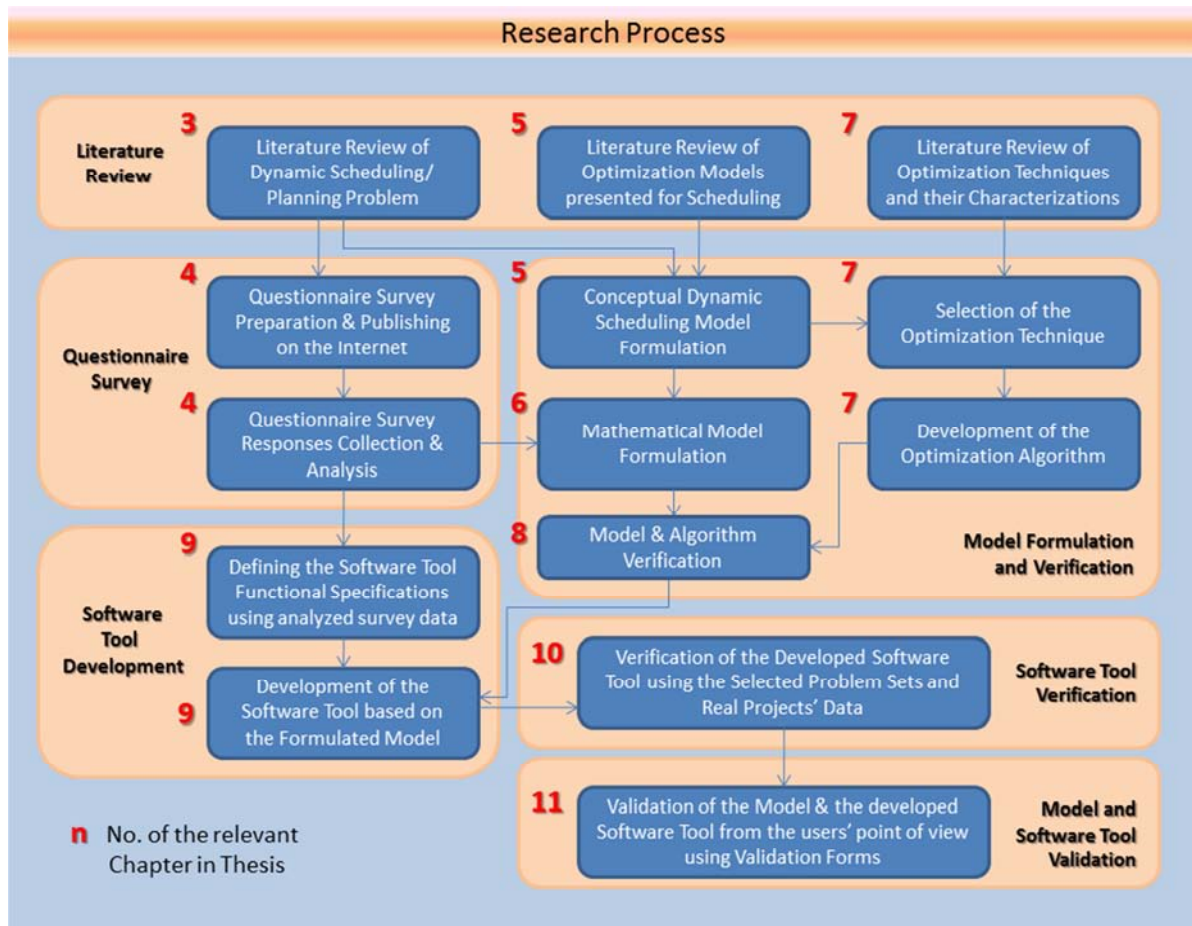 Research Process
Literature
Review
3
Literature Review of
Dynamic Scheduling/
Planning Problem
5
Literature Review of
Optimization Models
presented for Scheduling
7
Literature Review of
Optimization Techniques
and their Characterizations
Questionnaire
Survey
4
Questionnaire Survey
Preparation & Publishing
on the Internet
4
Questionnaire Survey
Responses Collection &
Analysis
5
Conceptual Dynamic
Scheduling Model
Formulation
7
Selection of the
Optimization Technique
6
Mathematical Model
Formulation
7
Development of the
Optimization Algorithm
8
Model & Algorithm
Verification
Model Formulation
and Verification
Software
Tool
Development
9
Defining the Software Tool
Functional Specifications
using analyzed survey data
9
Development of the
Software Tool based on
the Formulated Model
10
Verification of the Developed Software
Tool using the Selected Problem Sets and
Real Projects’ Data
Software Tool
Verification
11
Validation of the Model & the developed
Software Tool from the users’ point of view
using Validation Forms
Model and
Software Tool
Validation
n No. of the relevant
Chapter in Thesis